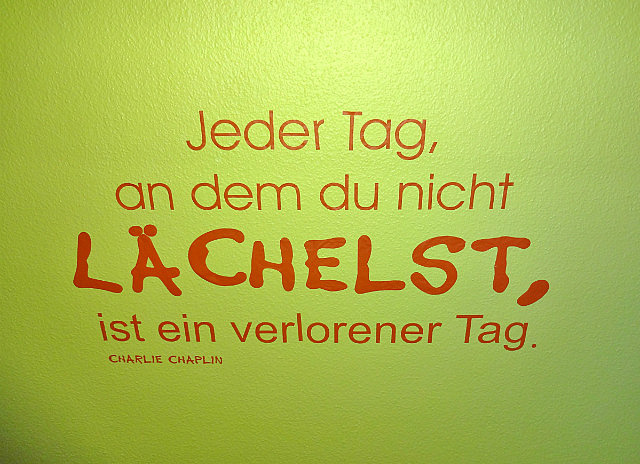 Jeder Tag,
an dem du nicht
LÄCHELST,
ist ein verlorener Tag.
CHARLIE CHAPLIN